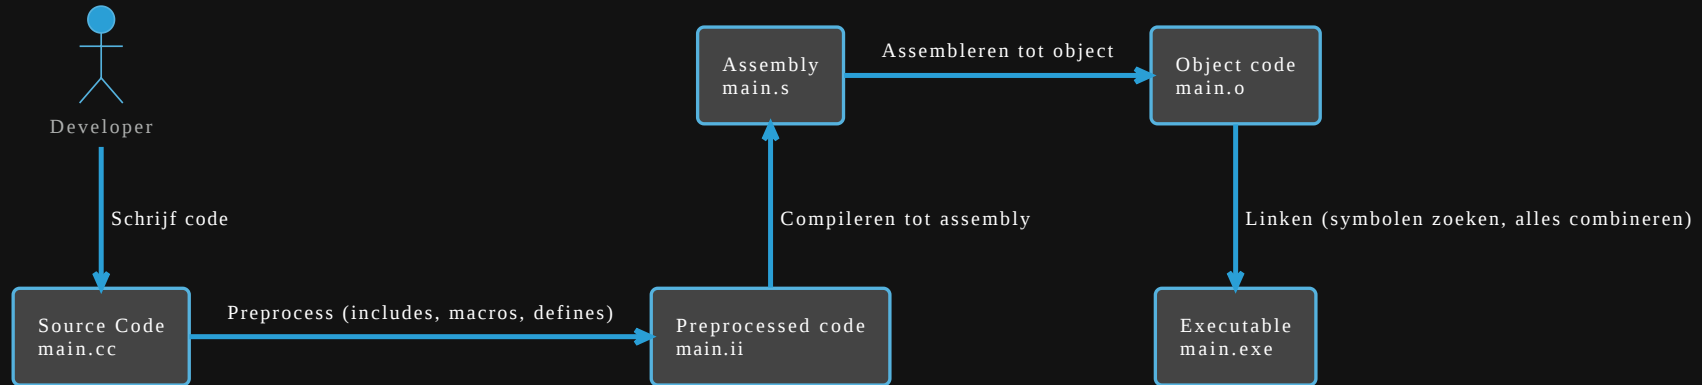 Developer
Schrijf code
Source Code
main.cc
Preprocess (includes, macros, defines)
Preprocessed code
main.ii
Compileren tot assembly
Assembly
main.s
Assembleren tot object
Object code
main.o
Linken (symbolen zoeken, alles combineren)
Executable
main.exe